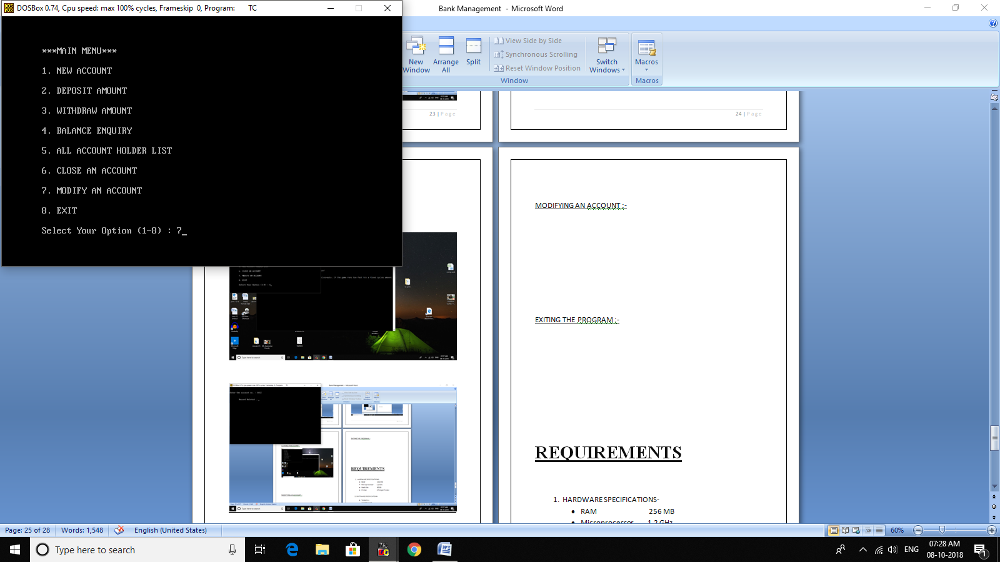 DOSBox 0.74, Cpu speed: max 100% cycles, Frameskip 0, Program: TC
***MAIN MENU***
1. NEW ACCOUNT
2. DEPOSIT AMOUNT
3. WITHDRAW AMOUNT
4. BALANCE ENQUIRY
5. ALL ACCOUNT HOLDER LIST
6. CLOSE AN ACCOUNT
7. MODIFY AN ACCOUNT
8. EXIT
Select Your Option (1-8) : 7_
Bank Management - Microsoft Word
New Window
Arrange All
Split
View Side by Side
Synchronous Scrolling
Reset Window Position
Switch Windows
Macros
Window
Macros
23 | Page
24 | Page
MODIFYING AN ACCOUNT :-
EXITING THE PROGRAM :-
REQUIREMENTS
1. HARDWARE SPECIFICATIONS-
• RAM 256 MB
• Microprocessor 1.2 GHz
REQUIREMENTS
Page: 25 of 28
Words: 1,548
English (United States)
60%
Type here to search
ENG
07:28 AM
08-10-2018
1